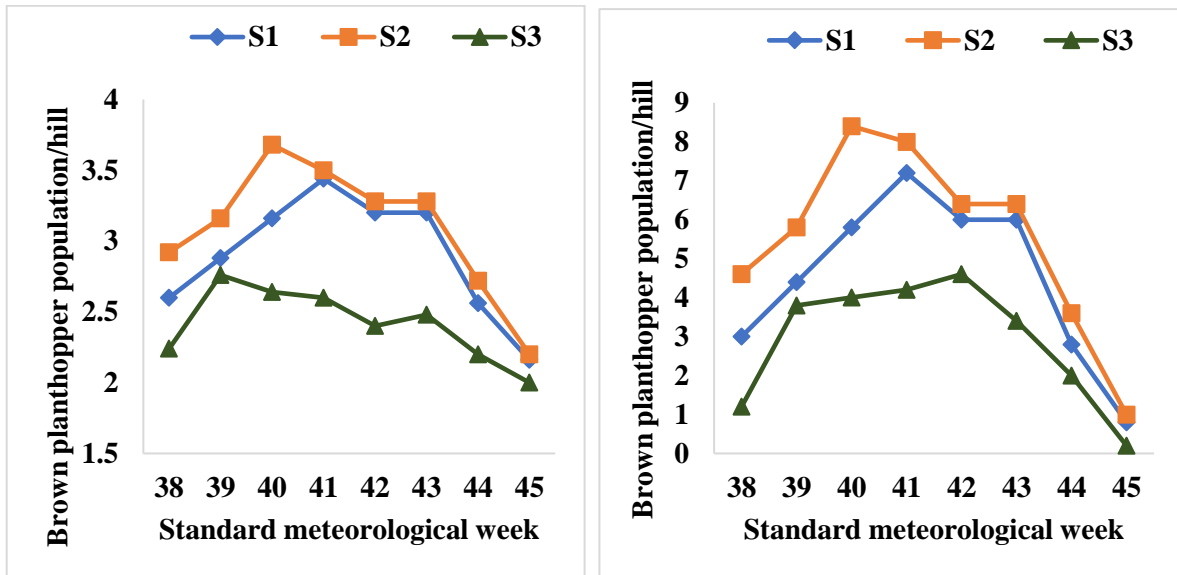 S1 S2 S3
Brown planthopper population/hill
4
3.5
3
2.5
2
1.5
38 39 40 41 42 43 44 45
Standard meteorological week
S1 S2 S3
Brown planthopper population/hill
9
8
7
6
5
4
3
2
1
0
38 39 40 41 42 43 44 45
Standard meteorological week